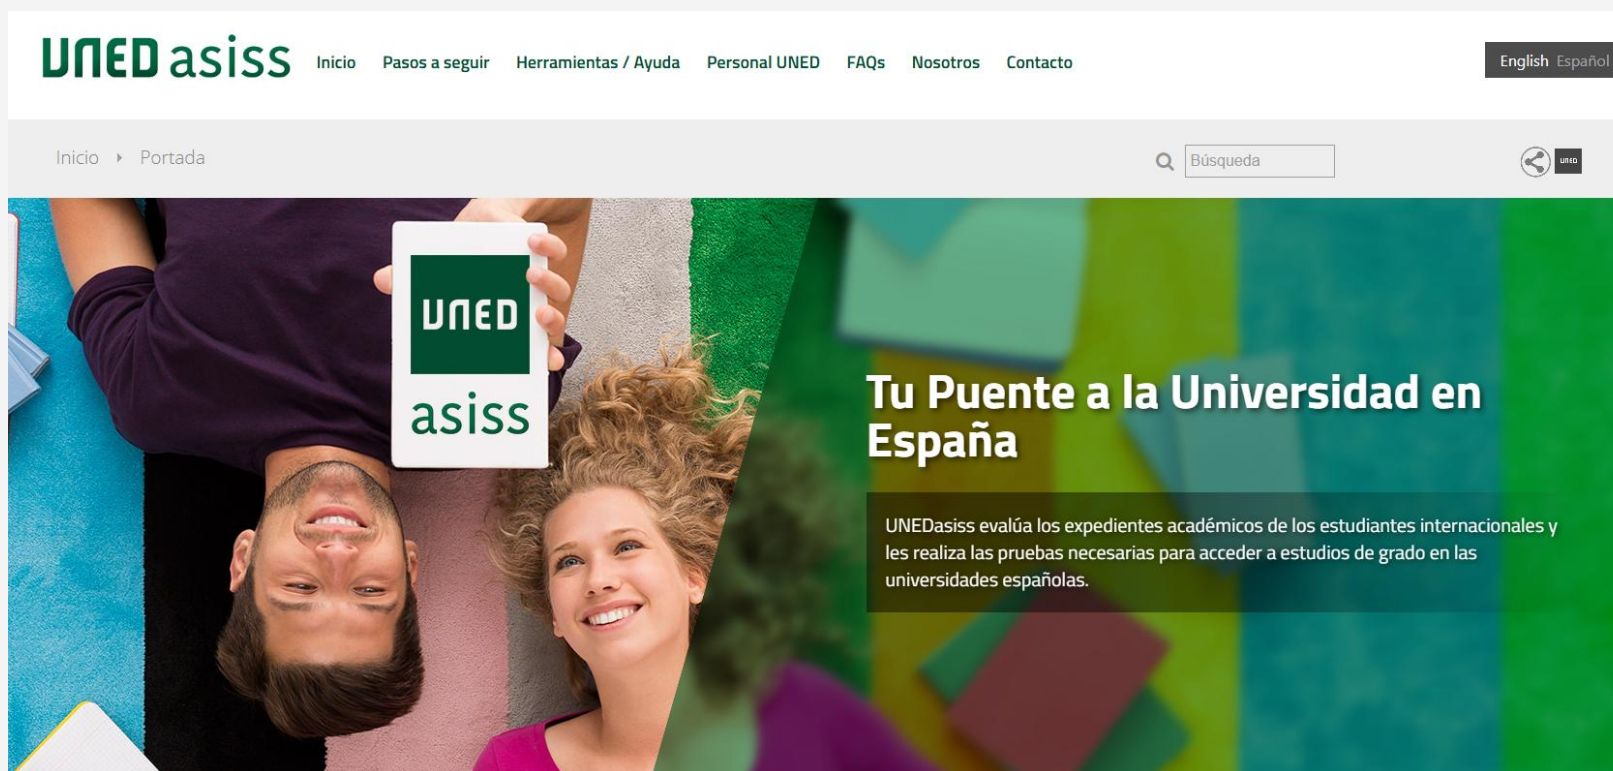 UNED asiss
Inicio Pasos a seguir Herramientas / Ayuda Personal UNED FAQs Nosotros Contacto
English Español
Inicio Portada
Búsqueda
UNED
UNED
asiss
Tu Puente a la Universidad en
España
UNEDasiss evalúa los expedientes académicos de los estudiantes internacionales y
les realiza las pruebas necesarias para acceder a estudios de grado en las
universidades españolas.